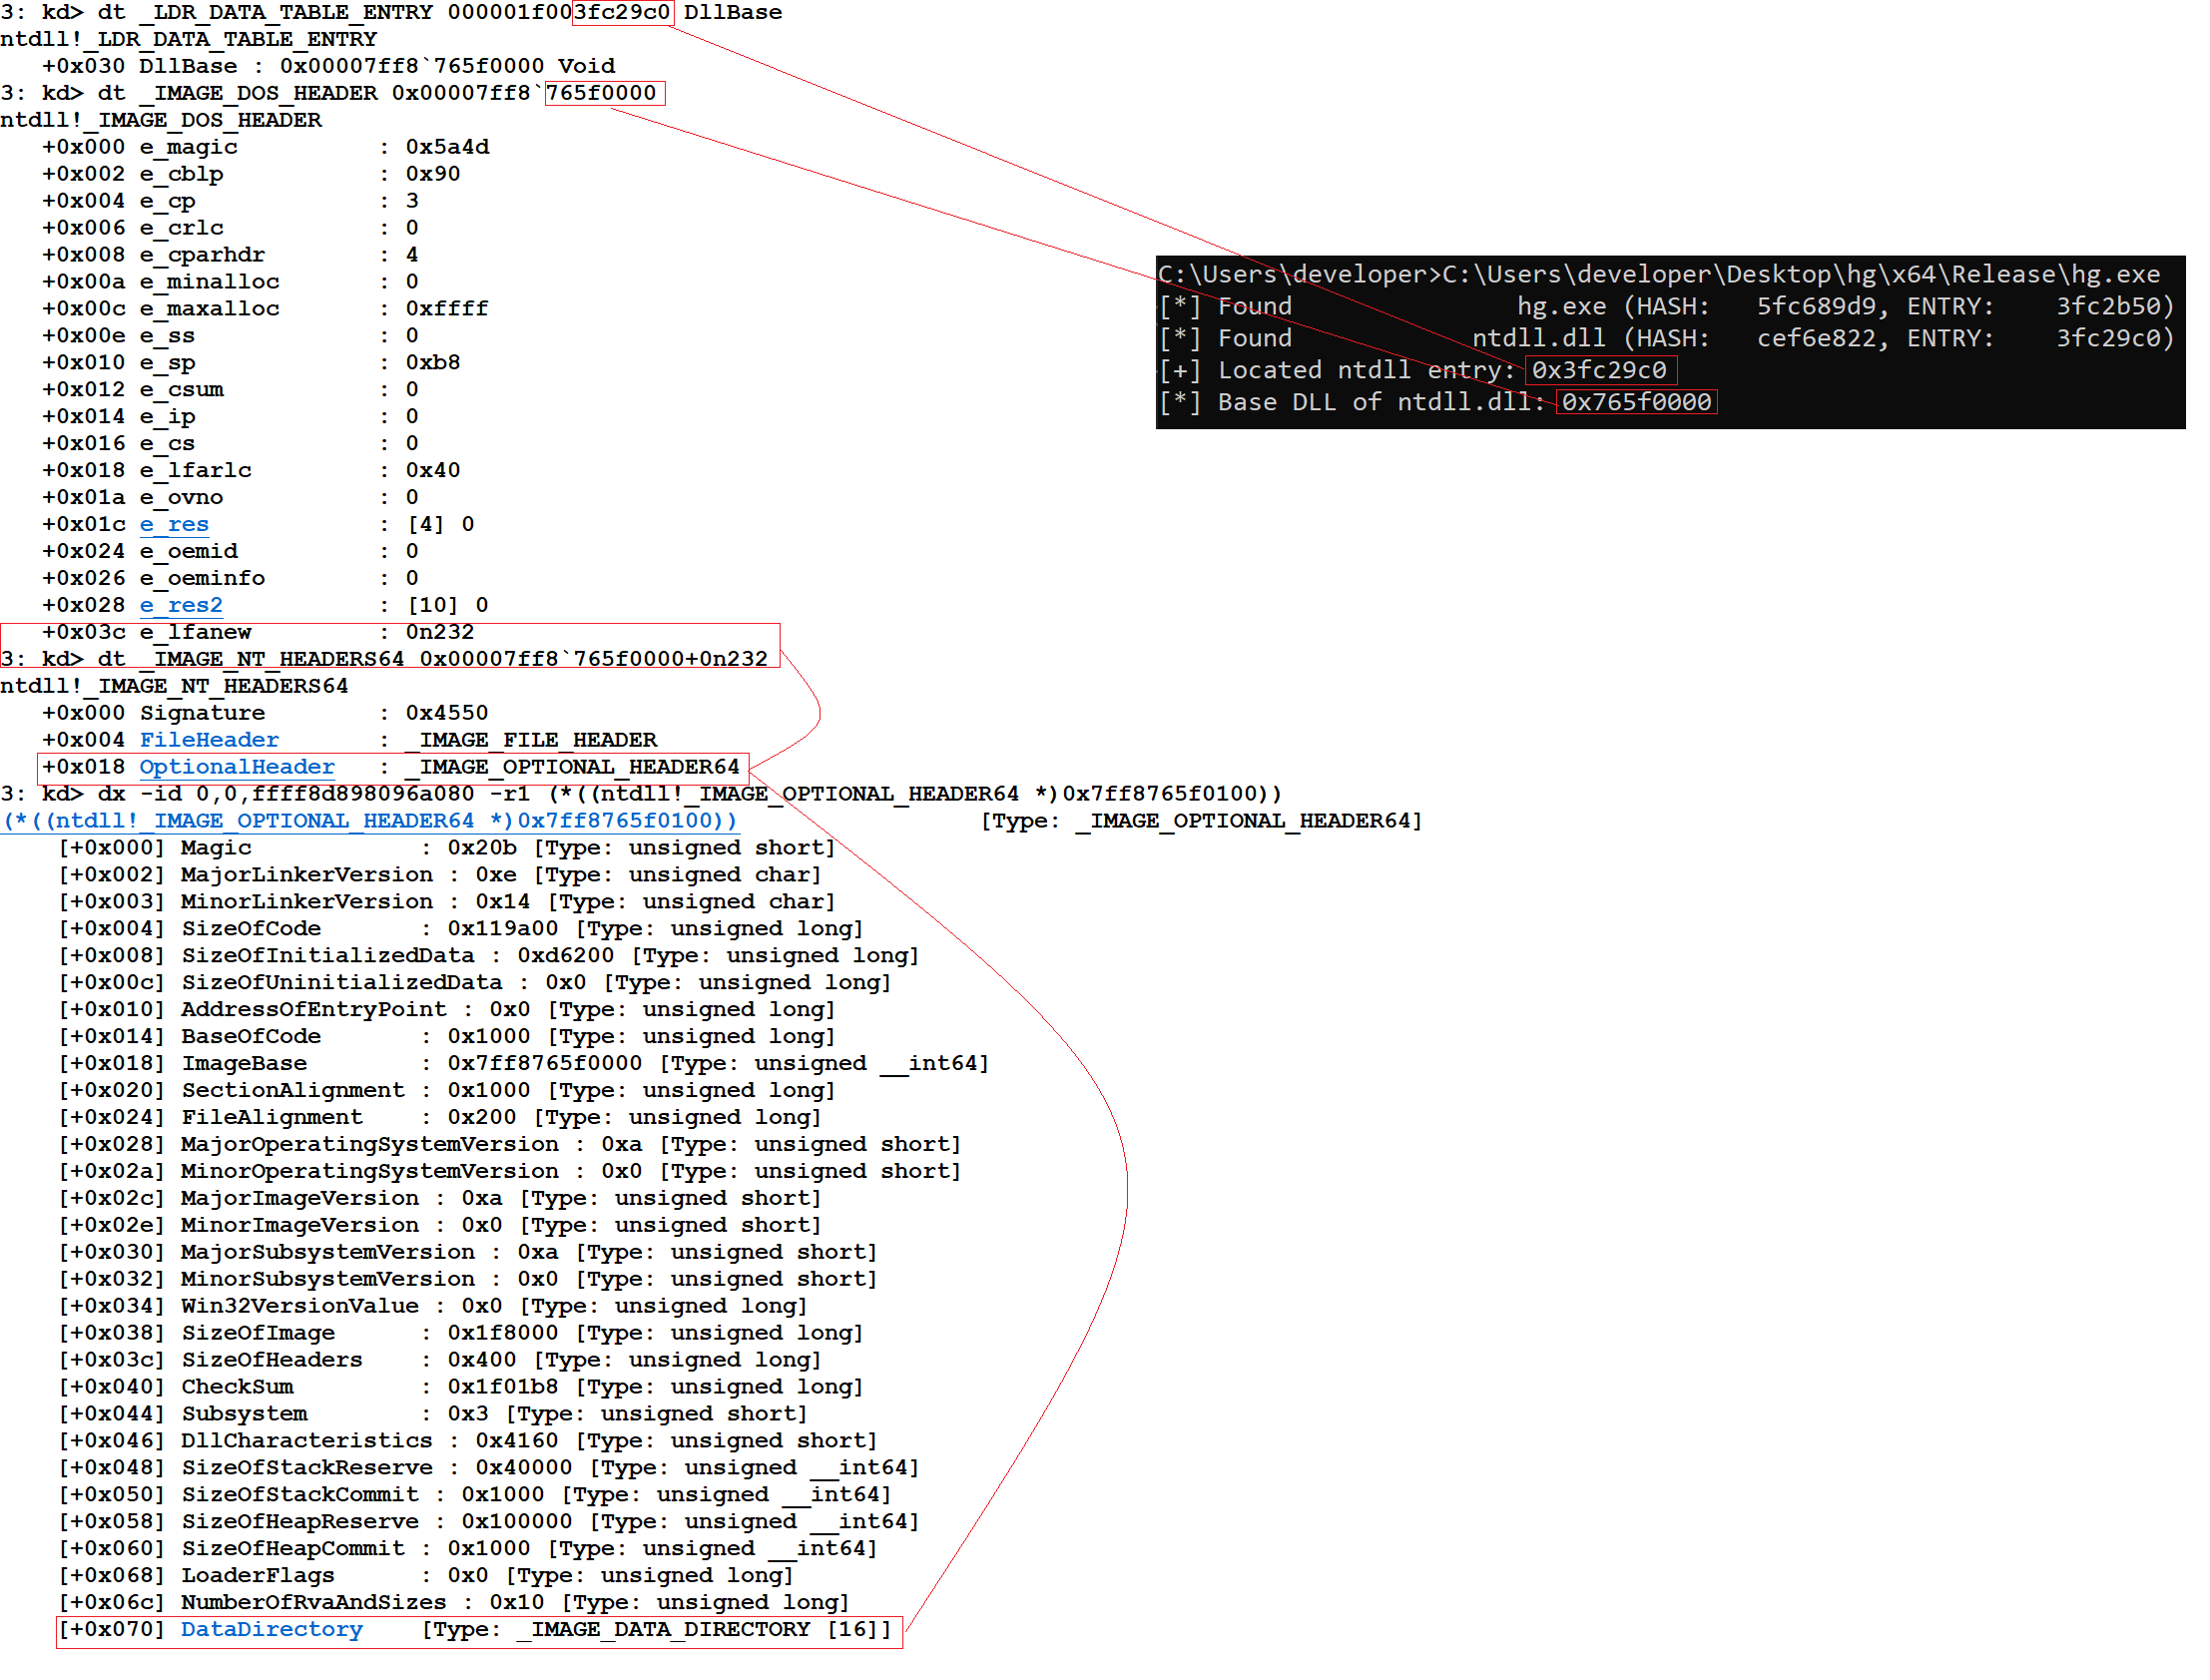 3: kd> dt _LDR_DATA_TABLE_ENTRY 000001f003fc29c0 DllBase
ntdll!_LDR_DATA_TABLE_ENTRY
   +0x030 DllBase : 0x00007ff8`765f0000 Void
3: kd> dt _IMAGE_DOS_HEADER 0x00007ff8`765f0000
ntdll!_IMAGE_DOS_HEADER
   +0x000 e_magic          : 0x5a4d
   +0x002 e_cblp           : 0x90
   +0x004 e_cp             : 3
   +0x006 e_crlc           : 0
   +0x008 e_cparhdr        : 4
   +0x00a e_minalloc       : 0
   +0x00c e_maxalloc       : 0xffff
   +0x00e e_ss             : 0
   +0x010 e_sp             : 0xb8
   +0x012 e_csum           : 0
   +0x014 e_ip             : 0
   +0x016 e_cs             : 0
   +0x018 e_lfarlc         : 0x40
   +0x01a e_ovno           : 0
   +0x01c e_res            : [4] 0
   +0x024 e_oemid          : 0
   +0x026 e_oeminfo        : 0
   +0x028 e_res2           : [10] 0
   +0x03c e_lfanew         : 0n232
3: kd> dt _IMAGE_NT_HEADERS64 0x00007ff8`765f0000+0n232
ntdll!_IMAGE_NT_HEADERS64
   +0x000 Signature        : 0x4550
   +0x004 FileHeader       : _IMAGE_FILE_HEADER
   +0x018 OptionalHeader   : _IMAGE_OPTIONAL_HEADER64
3: kd> dx -id 0,0,ffff8d898096a080 -r1 (*((ntdll!_IMAGE_OPTIONAL_HEADER64 *)0x7ff8765f0100))
(*((ntdll!_IMAGE_OPTIONAL_HEADER64 *)0x7ff8765f0100))                 [Type: _IMAGE_OPTIONAL_HEADER64]
    [+0x000] Magic            : 0x20b [Type: unsigned short]
    [+0x002] MajorLinkerVersion : 0xe [Type: unsigned char]
    [+0x003] MinorLinkerVersion : 0x14 [Type: unsigned char]
    [+0x004] SizeOfCode       : 0x119a00 [Type: unsigned long]
    [+0x008] SizeOfInitializedData : 0xd6200 [Type: unsigned long]
    [+0x00c] SizeOfUninitializedData : 0x0 [Type: unsigned long]
    [+0x010] AddressOfEntryPoint : 0x0 [Type: unsigned long]
    [+0x014] BaseOfCode       : 0x1000 [Type: unsigned long]
    [+0x018] ImageBase        : 0x7ff8765f0000 [Type: unsigned __int64]
    [+0x020] SectionAlignment : 0x1000 [Type: unsigned long]
    [+0x024] FileAlignment    : 0x200 [Type: unsigned long]
    [+0x028] MajorOperatingSystemVersion : 0xa [Type: unsigned short]
    [+0x02a] MinorOperatingSystemVersion : 0x0 [Type: unsigned short]
    [+0x02c] MajorImageVersion : 0xa [Type: unsigned short]
    [+0x02e] MinorImageVersion : 0x0 [Type: unsigned short]
    [+0x030] MajorSubsystemVersion : 0xa [Type: unsigned short]
    [+0x032] MinorSubsystemVersion : 0x0 [Type: unsigned short]
    [+0x034] Win32VersionValue : 0x0 [Type: unsigned long]
    [+0x038] SizeOfImage      : 0x1f8000 [Type: unsigned long]
    [+0x03c] SizeOfHeaders    : 0x400 [Type: unsigned long]
    [+0x040] CheckSum         : 0x1f01b8 [Type: unsigned long]
    [+0x044] Subsystem        : 0x3 [Type: unsigned short]
    [+0x046] DllCharacteristics : 0x4160 [Type: unsigned short]
    [+0x048] SizeOfStackReserve : 0x40000 [Type: unsigned __int64]
    [+0x050] SizeOfStackCommit : 0x1000 [Type: unsigned __int64]
    [+0x058] SizeOfHeapReserve : 0x100000 [Type: unsigned __int64]
    [+0x060] SizeOfHeapCommit : 0x1000 [Type: unsigned __int64]
    [+0x068] LoaderFlags      : 0x0 [Type: unsigned long]
    [+0x06c] NumberOfRvaAndSizes : 0x10 [Type: unsigned long]
    [+0x070] DataDirectory    [Type: _IMAGE_DATA_DIRECTORY [16]]
C:\Users\developer>C:\Users\developer\Desktop\hg\x64\Release\hg.exe
[*] Found               hg.exe (HASH:   5fc689d9, ENTRY:    3fc2b50)
[*] Found            ntdll.dll (HASH:   cef6e822, ENTRY:    3fc29c0)
[+] Located ntdll entry: 0x3fc29c0
[*] Base DLL of ntdll.dll: 0x765f0000